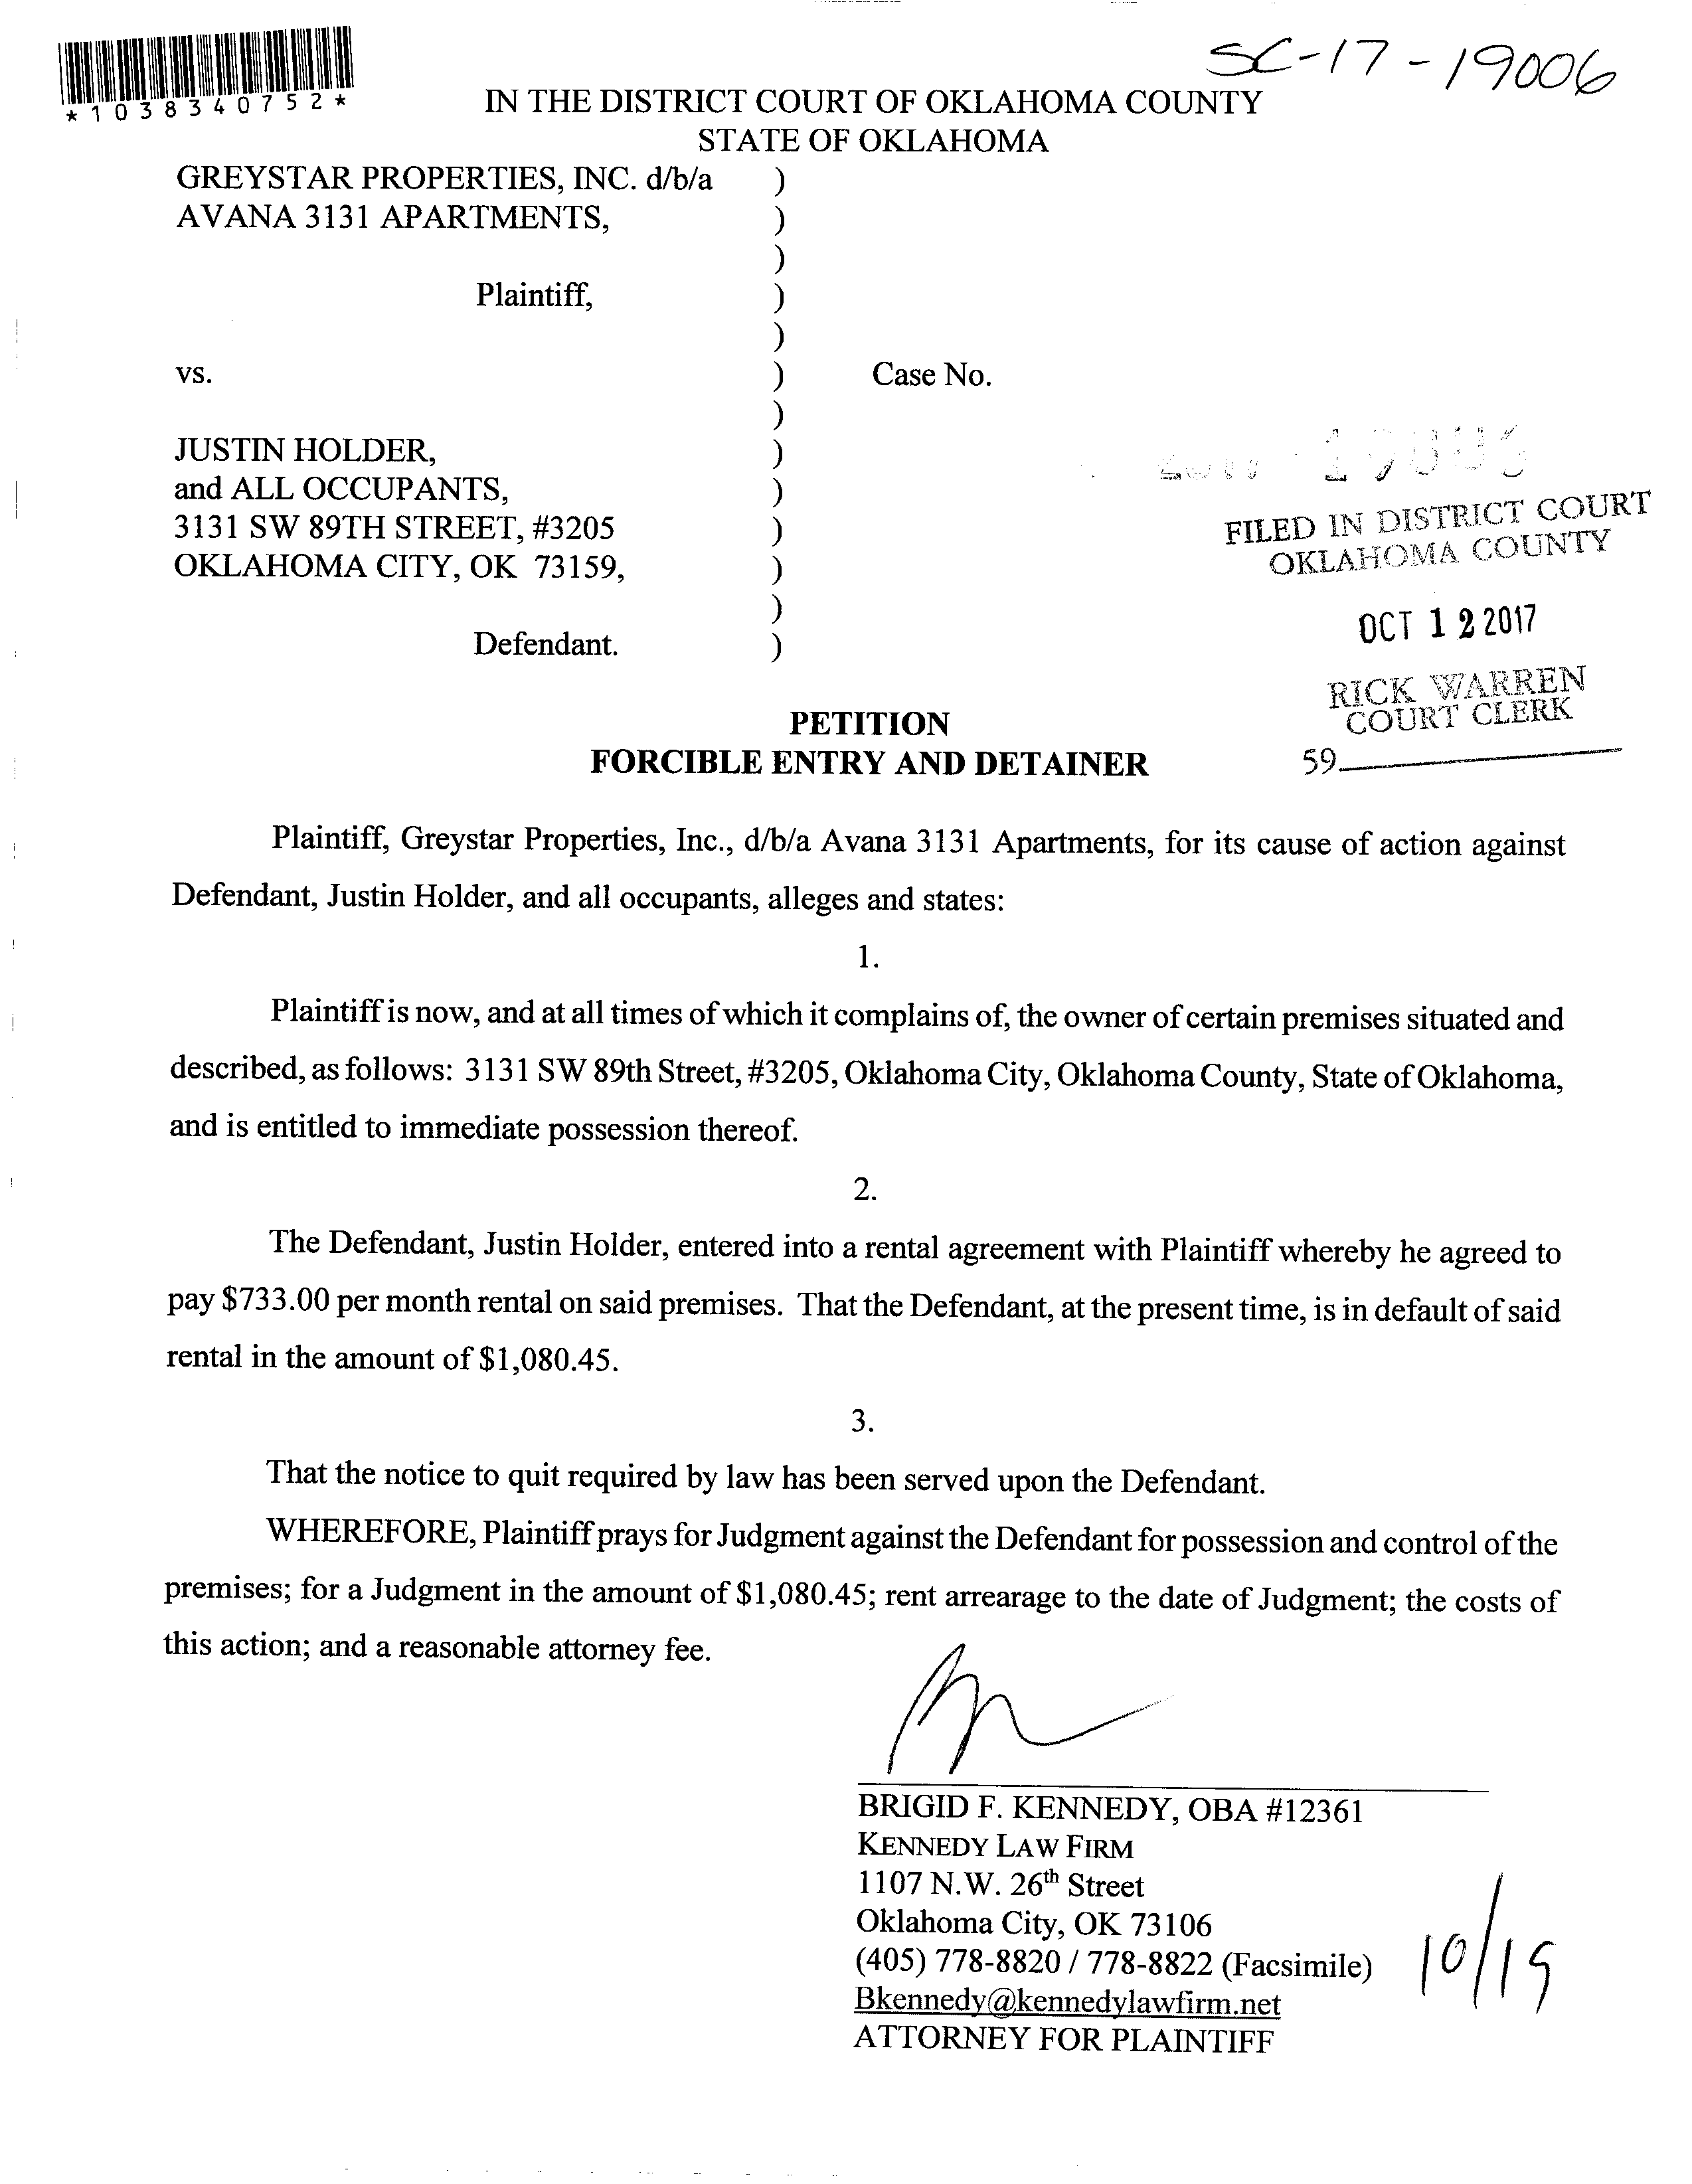 SC-17-19006
*1038340752*
IN THE DISTRICT COURT OF OKLAHOMA COUNTY
STATE OF OKLAHOMA
GREYSTAR PROPERTIES, INC. d/b/a )
AVANA 3131 APARTMENTS, )
)
Plaintiff, )
)
vs. ) Case No.
)
JUSTIN HOLDER, )
and ALL OCCUPANTS, )
3131 SW 89TH STREET, #3205 )
OKLAHOMA CITY, OK 73159, )
)
Defendant. )
FILED IN DISTRICT COURT
OKLAHOMA COUNTY
OCT 12 2017
RICK WARREN
COURT CLERK
59
PETITION
FORCIBLE ENTRY AND DETAINER
Plaintiff, Greystar Properties, Inc., d/b/a Avana 3131 Apartments, for its cause of action against
Defendant, Justin Holder, and all occupants, alleges and states:
1.
Plaintiff is now, and at all times of which it complains of, the owner of certain premises situated and
described, as follows: 3131 SW 89th Street, #3205, Oklahoma City, Oklahoma County, State of Oklahoma,
and is entitled to immediate possession thereof.
2.
The Defendant, Justin Holder, entered into a rental agreement with Plaintiff whereby he agreed to
pay $733.00 per month rental on said premises. That the Defendant, at the present time, is in default of said
rental in the amount of $1,080.45.
3.
That the notice to quit required by law has been served upon the Defendant.
WHEREFORE, Plaintiff prays for Judgment against the Defendant for possession and control of the
premises; for a Judgment in the amount of $1,080.45; rent arrearage to the date of Judgment; the costs of
this action; and a reasonable attorney fee.
BRIGID F. KENNEDY, OBA #12361
KENNEDY LAW FIRM
1107 N.W. 26th Street
Oklahoma City, OK 73106
(405) 778-8820 / 778-8822 (Facsimile)
Bkennedy@kennedylawfirm.net
ATTORNEY FOR PLAINTIFF
10/19